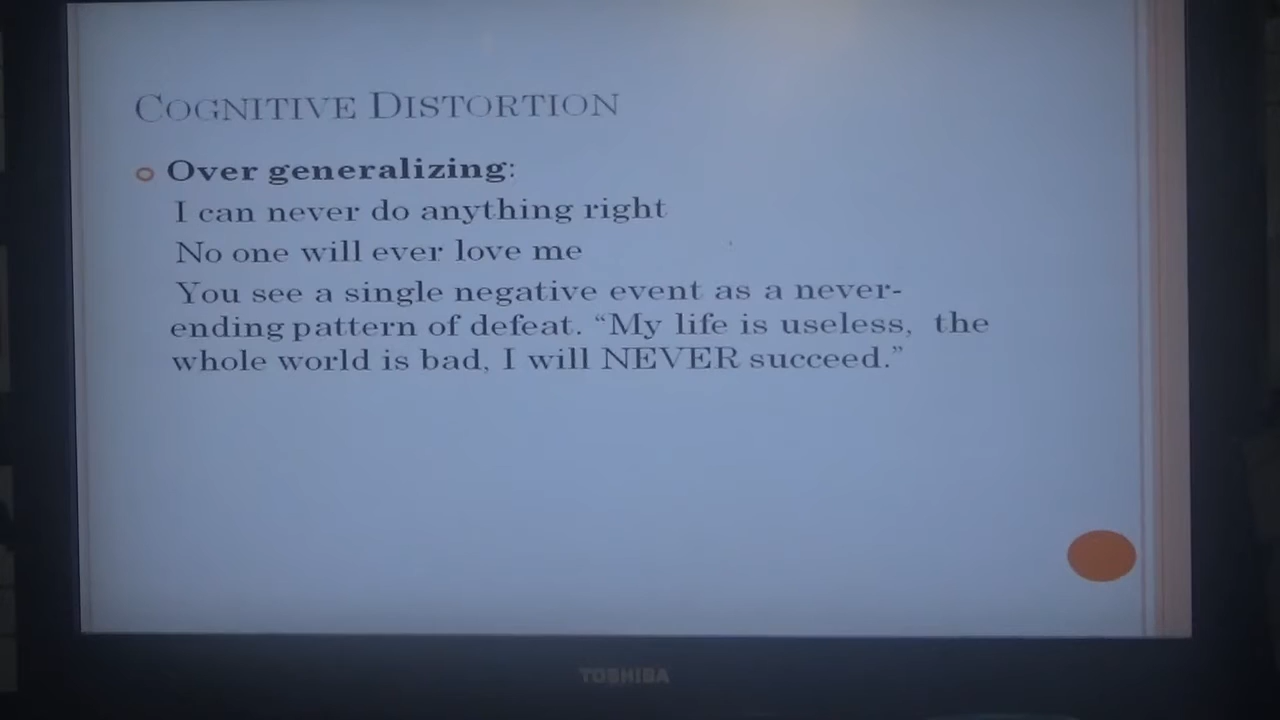 COGNITIVE DISTORTION
Over generalizing:
I can never do anything right
No one will ever love me
You see a single negative event as a never-
ending pattern of defeat. “My life is useless, the
whole world is bad, I will NEVER succeed.”
TOSHIBA